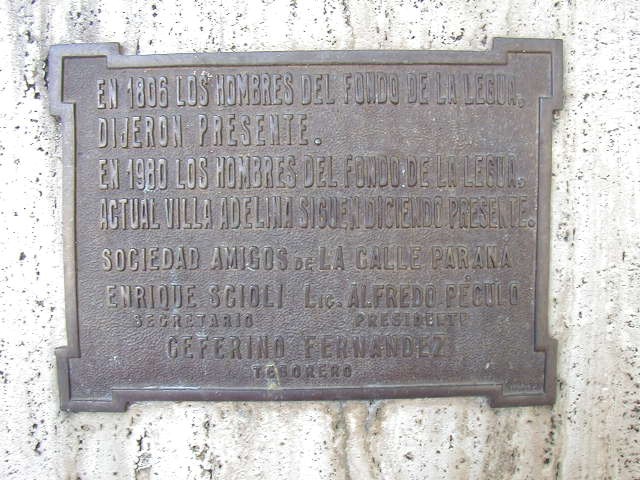 EN 1806 LOS HOMBRES DEL FONDO DE LA LEGUA,
DIJERON PRESENTE.
EN 1980 LOS HOMBRES DEL FONDO DE LA LEGUA,
ACTUAL VILLA ADELINA SIGUEN DICIENDO PRESENTE.
SOCIEDAD AMIGOS DE LA CALLE PARANA
ENRIQUE SCIOLI LIC. ALFREDO PECULO
SECRETARIO PRESIDENTE
CEFERINO FERNANDEZ
TESORERO